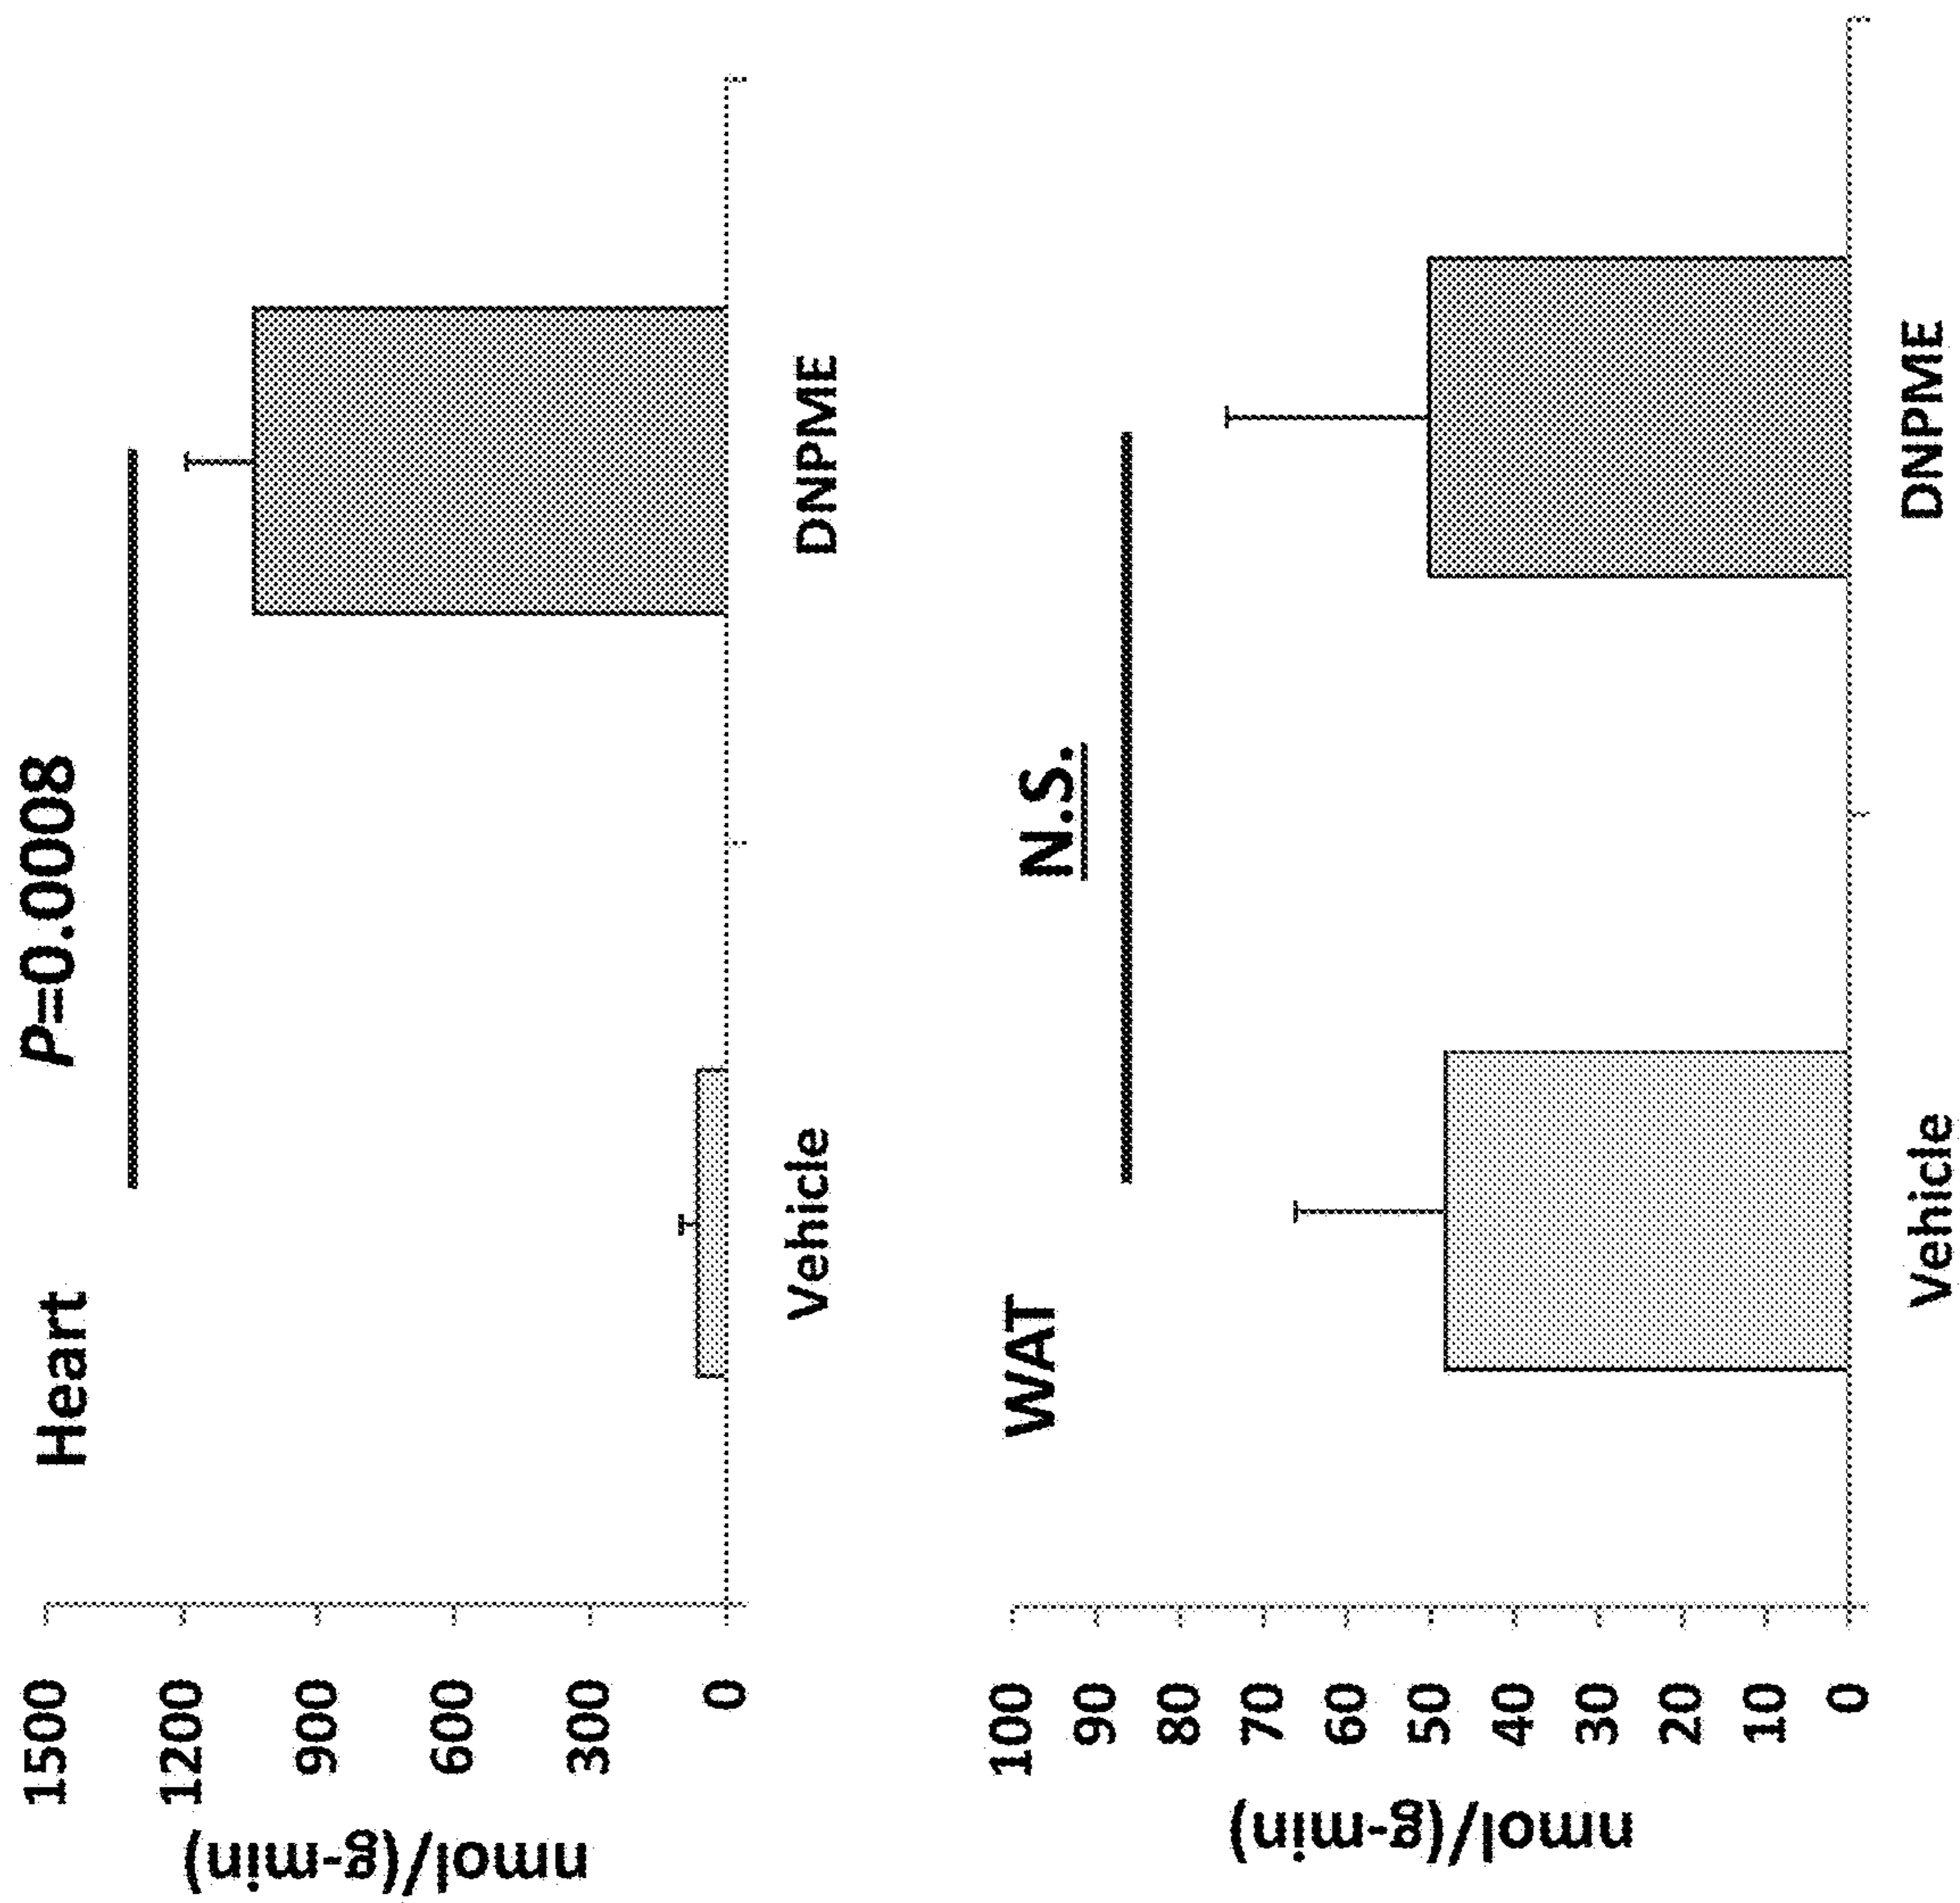 Heart
P=0.0008
nmol/(g-min)
1500
1200
900
600
300
0
Vehicle
DNPME
WAT
N.S.
nmol/(g-min)
100
90
80
70
60
50
40
30
20
10
0
Vehicle
DNPME